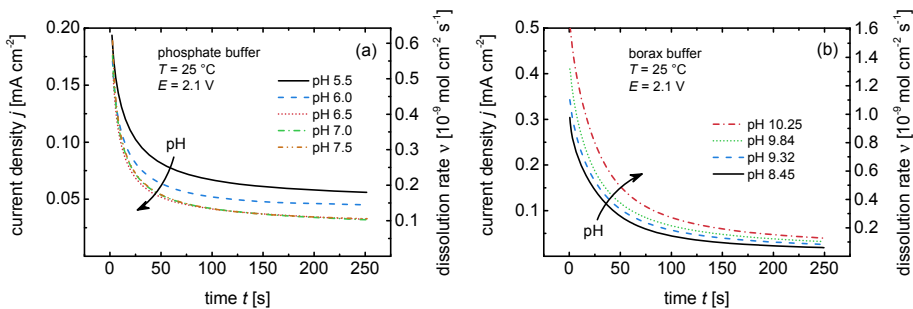 current density j [mA cm-2]
0.20
0.15
0.10
0.05
phosphate buffer
T = 25 °C
E = 2.1 V
(a)
pH 5.5
pH 6.0
pH 6.5
pH 7.0
pH 7.5
pH
0.6
0.5
0.4
0.3
0.2
0.1
dissolution rate ν [10-9 mol cm-2 s-1]
0 50 100 150 200 250
time t [s]
current density j [mA cm-2]
0.5
0.4
0.3
0.2
0.1
borax buffer
T = 25 °C
E = 2.1 V
(b)
pH 10.25
pH 9.84
pH 9.32
pH 8.45
pH
1.6
1.4
1.2
1.0
0.8
0.6
0.4
0.2
dissolution rate ν [10-9 mol cm-2 s-1]
0 50 100 150 200 250
time t [s]